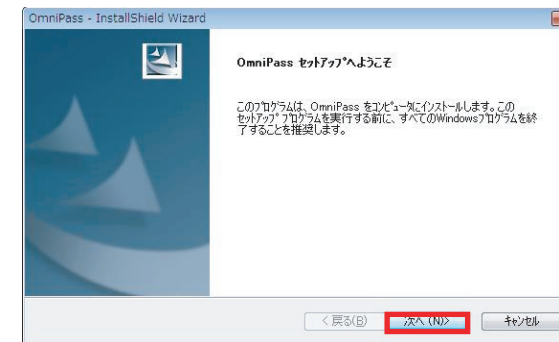 OmniPass - InstallShield Wizard
OmniPass セットアップへようこそ
このプログラムは、OmniPass をコンピュータにインストールします。この
セットアップ プログラムを実行する前に、すべてのWindowsプログラムを終
了することを推奨します。
< 戻る(B)
次へ (N)>
キャンセル